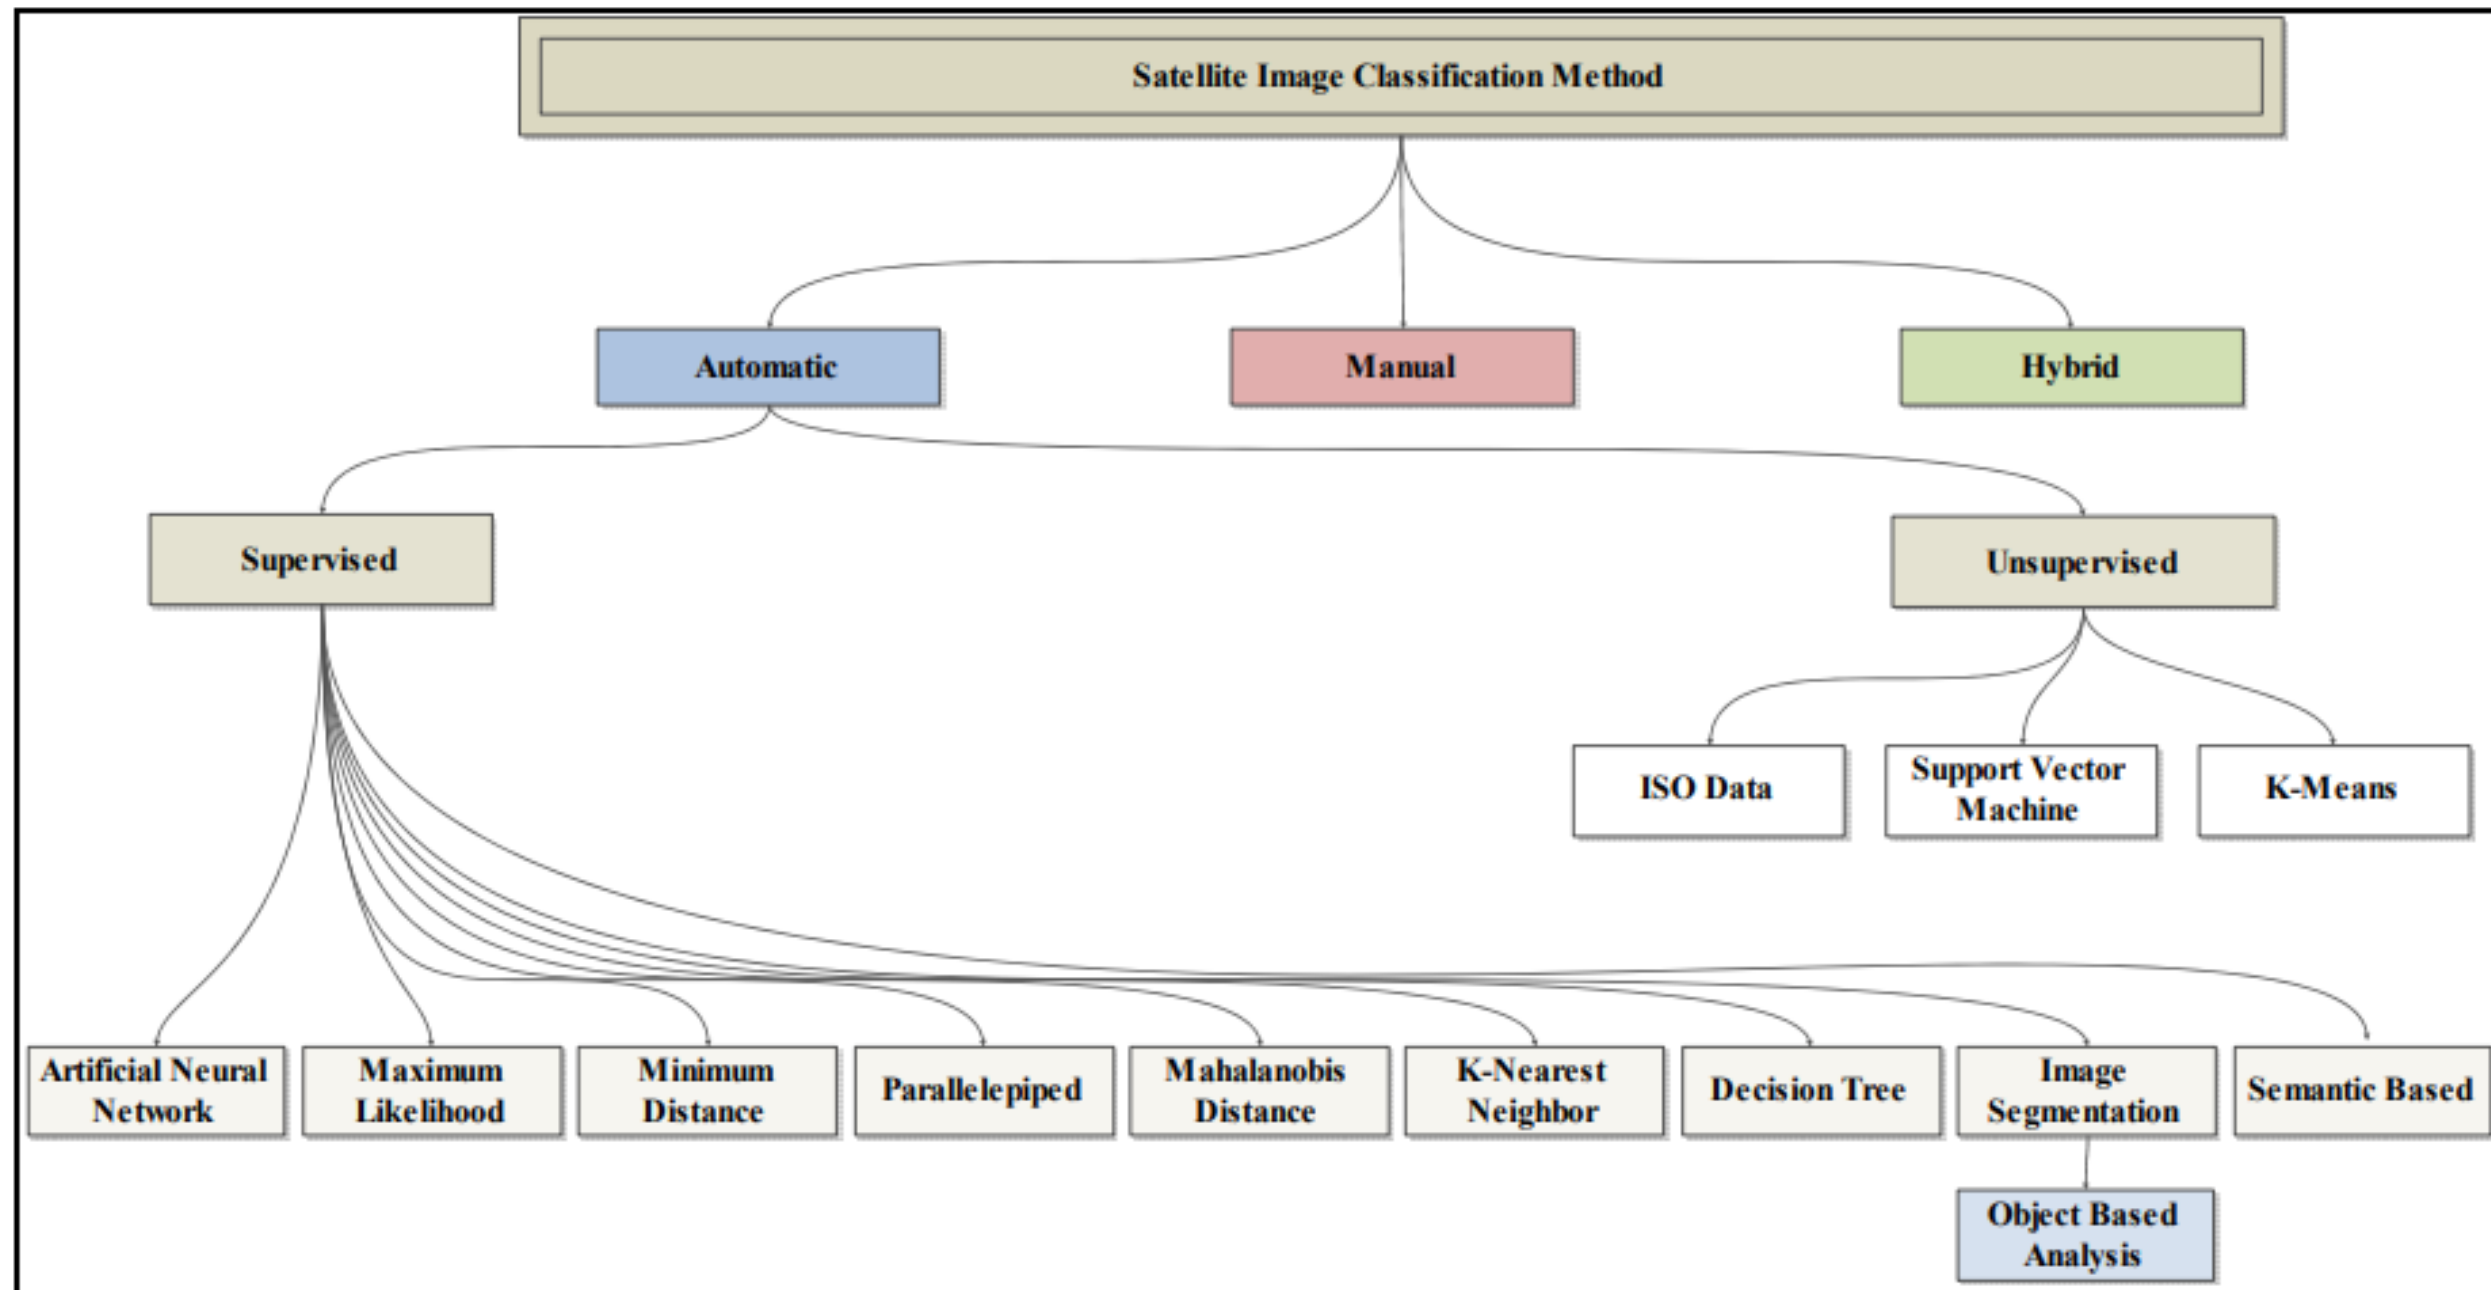 Satellite Image Classification Method
Automatic
Manual
Hybrid
Supervised
Unsupervised
ISO Data
Support Vector
Machine
K-Means
Artificial Neural
Network
Maximum
Likelihood
Minimum
Distance
Parallelepiped
Mahalanobis
Distance
K-Nearest
Neighbor
Decision Tree
Image
Segmentation
Semantic Based
Object Based
Analysis